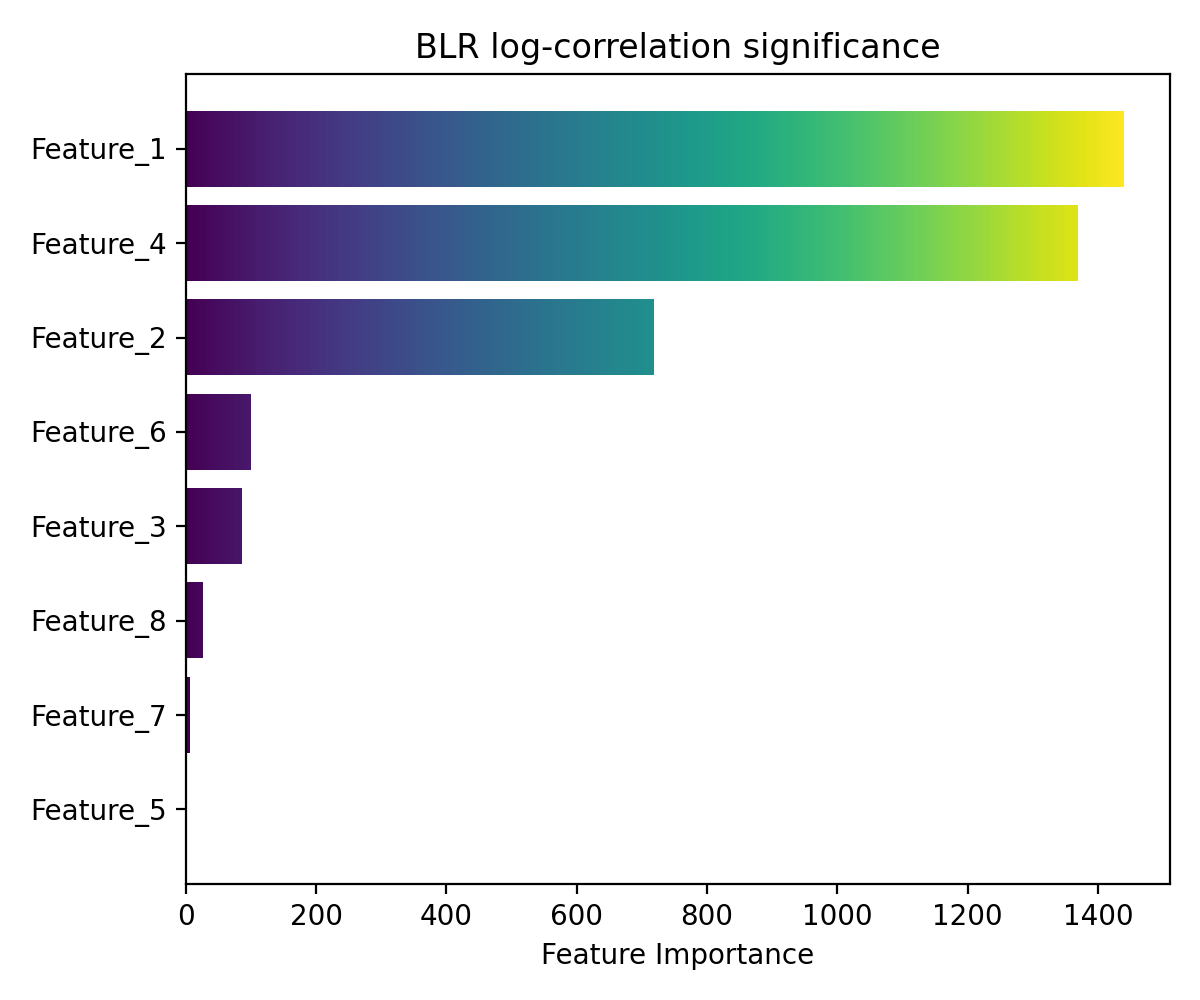 BLR log-correlation significance
Feature_1
Feature_4
Feature_2
Feature_6
Feature_3
Feature_8
Feature_7
Feature_5
0 200 400 600 800 1000 1200 1400
Feature Importance